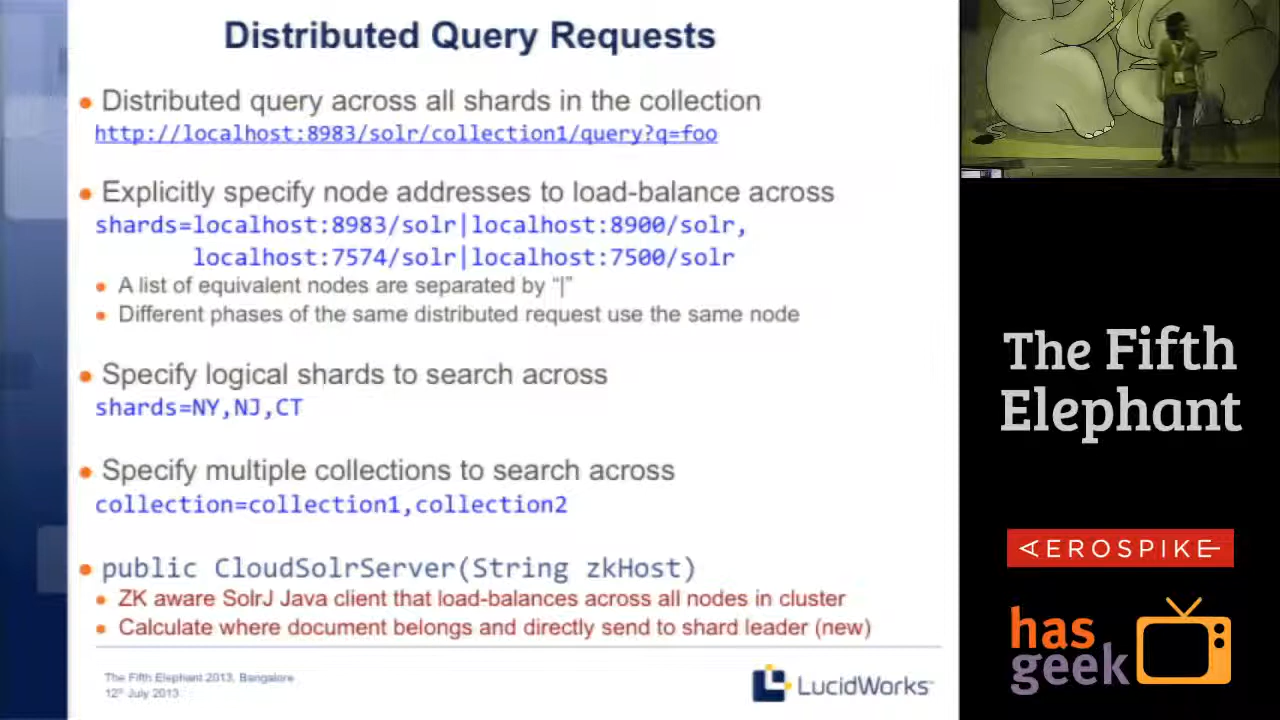 Distributed Query Requests
• Distributed query across all shards in the collection
http://localhost:8983/solr/collection1/query?q=foo
• Explicitly specify node addresses to load-balance across
shards=localhost:8983/solr|localhost:8900/solr,
localhost:7574/solr|localhost:7500/solr
• A list of equivalent nodes are separated by “|”
• Different phases of the same distributed request use the same node
• Specify logical shards to search across
shards=NY,NJ,CT
• Specify multiple collections to search across
collection=collection1,collection2
• public CloudSolrServer(String zkHost)
• ZK aware SolrJ Java client that load-balances across all nodes in cluster
• Calculate where document belongs and directly send to shard leader (new)
The Fifth Elephant 2013, Bangalore
12th July 2013
LucidWorks
The Fifth
Elephant
AEROSPIKE
has
geek